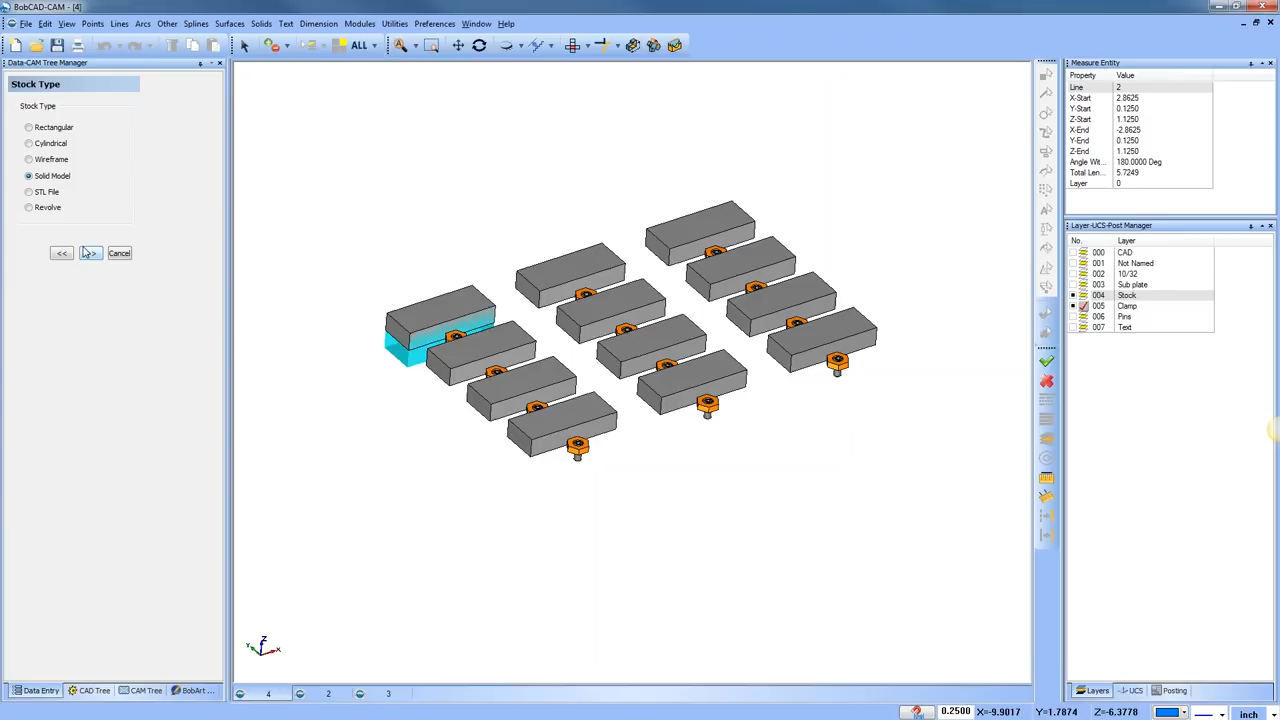 BobCAD-CAM - [4]
File Edit View Points Lines Arcs Other Splines Surfaces Solids Text Dimension Modules Utilities Preferences Window Help
ALL
Data-CAM Tree Manager
Stock Type
Stock Type
Rectangular
Cylindrical
Wireframe
Solid Model
STL File
Revolve
<< >> Cancel
Z
Y
X
Data Entry CAD Tree CAM Tree BobArt ...
4 2 3
Measure Entity
Property Value
Line 2
X-Start 2.8625
Y-Start 0.1250
Z-Start 1.1250
X-End -2.8625
Y-End 0.1250
Z-End 1.1250
Angle Wit... 180.0000 Deg
Total Len... 5.7249
Layer 0
Layer-UCS-Post Manager
No. Layer
000 CAD
001 Not Named
002 10/32
003 Sub plate
004 Stock
005 Clamp
006 Pins
007 Text
Layers UCS Posting
0.2500 X=-9.9017 Y=1.7874 Z=-6.3778 inch